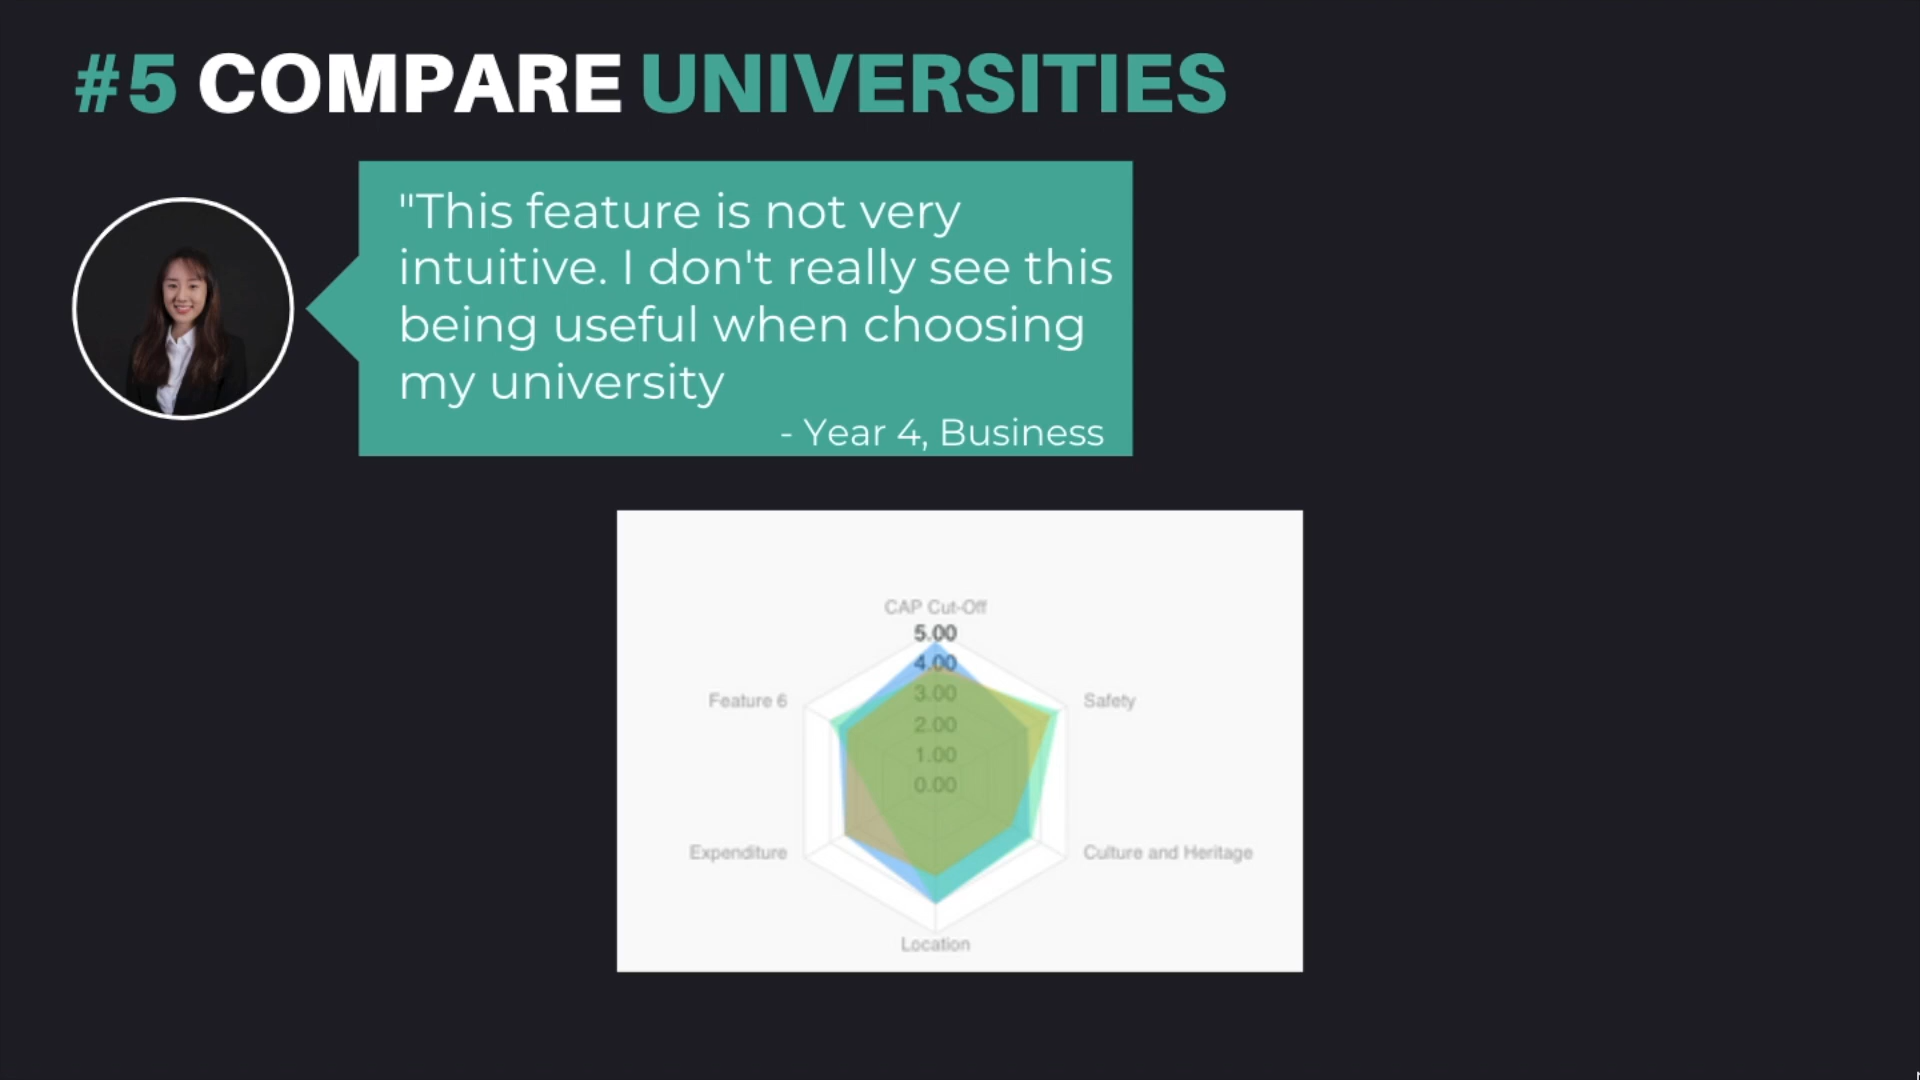 #5 COMPARE UNIVERSITIES
"This feature is not very
intuitive. I don't really see this
being useful when choosing
my university
- Year 4, Business
CAP Cut-Off
5.00
4.00
3.00
2.00
1.00
0.00
Feature 6
Safety
Expenditure
Culture and Heritage
Location